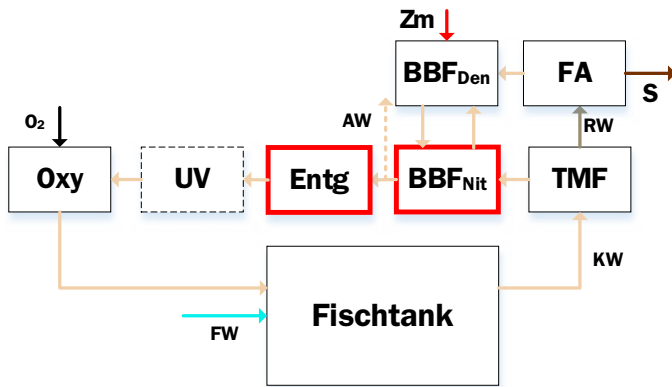 Zm
BBFDen
FA
S
O₂
AW
RW
Oxy
UV
Entg
BBFNit
TMF
KW
Fischtank
FW